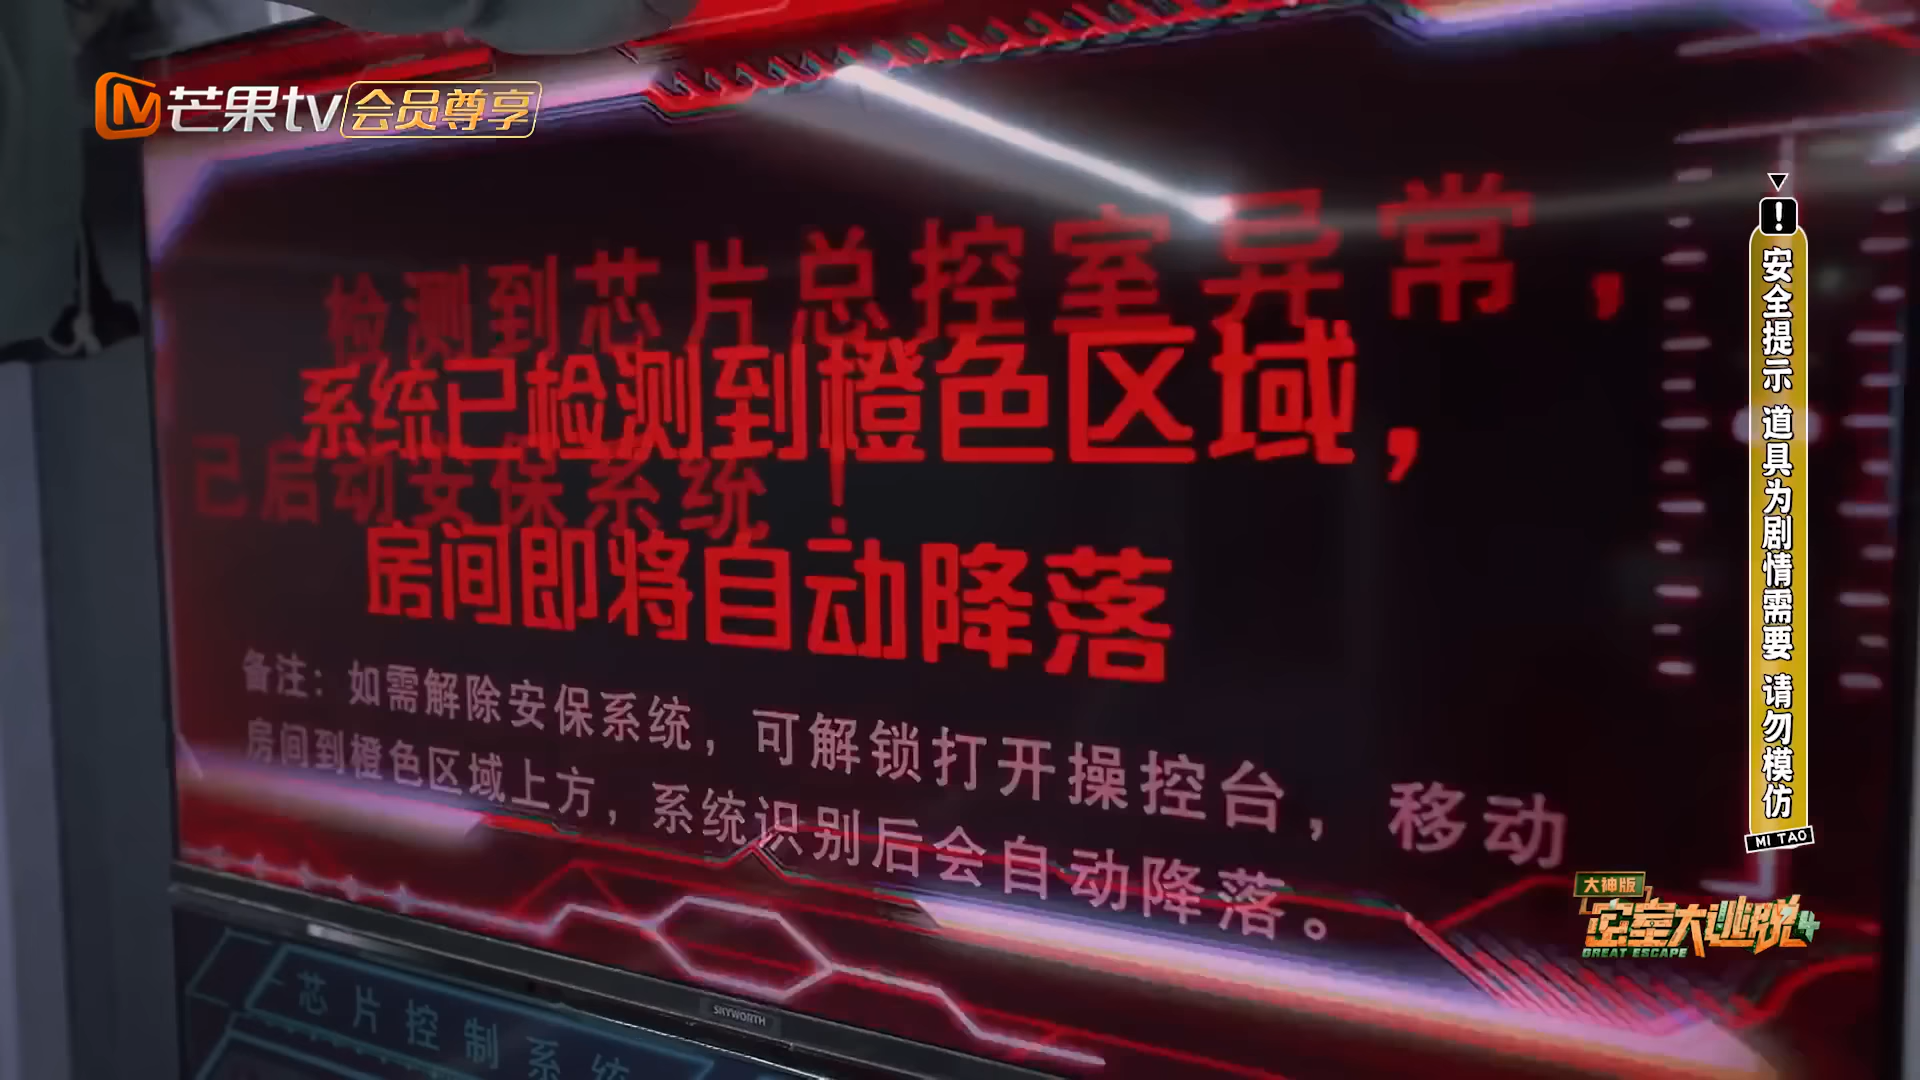 芒果tv会员尊享
检测到芯片总控室异常，
系统已检测到橙色区域，
已启动安保系统！
房间即将自动降落
备注：如需解除安保系统，可解锁打开操控台，移动
房间到橙色区域上方，系统识别后会自动降落。
SKYWORTH
芯片控制系统
!
安全提示 道具为剧情需要 请勿模仿
MI TAO
大神版
密室大逃脱4
GREAT ESCAPE